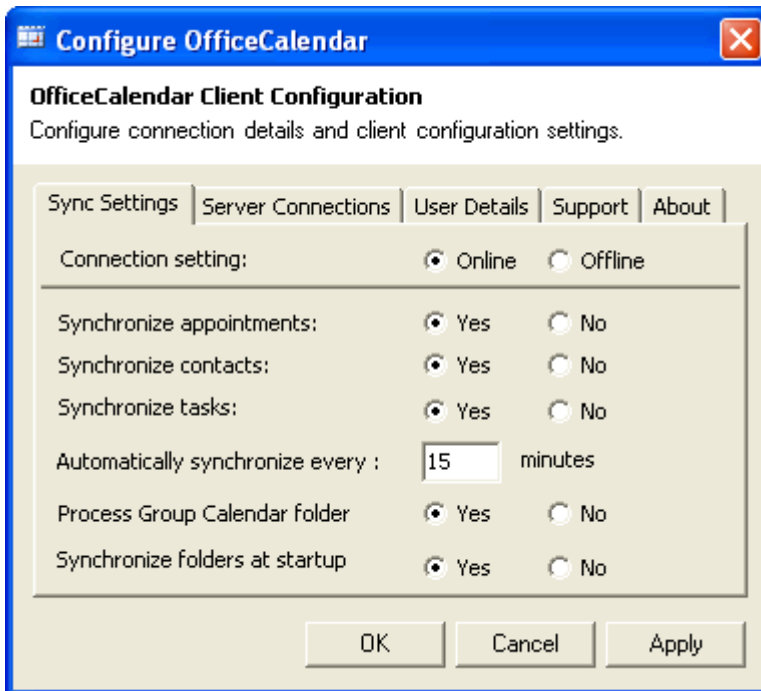 Configure OfficeCalendar
OfficeCalendar Client Configuration
Configure connection details and client configuration settings.
Sync Settings Server Connections User Details Support About
Connection setting: Online Offline
Synchronize appointments: Yes No
Synchronize contacts: Yes No
Synchronize tasks: Yes No
Automatically synchronize every : 15 minutes
Process Group Calendar folder Yes No
Synchronize folders at startup Yes No
OK Cancel Apply